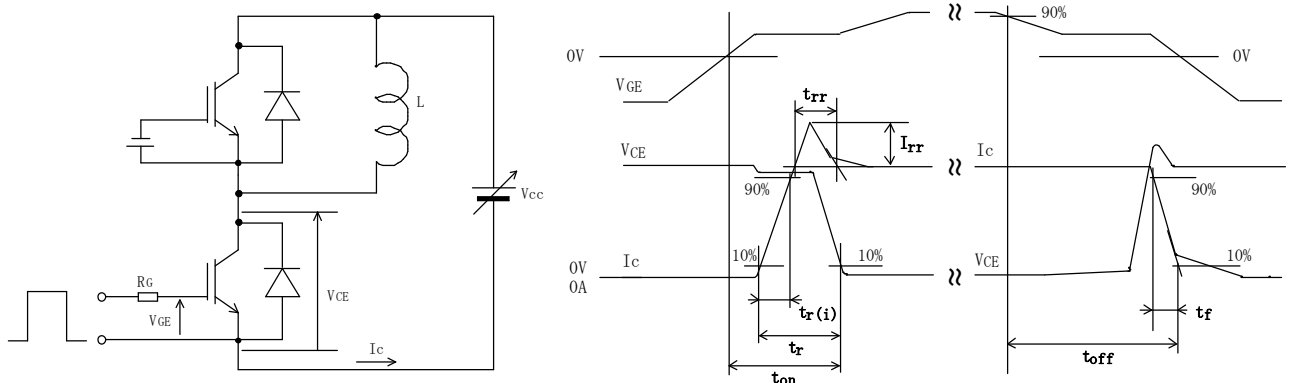 L
Vcc
RG
VGE
VCE
Ic
90%
0V
0V
VGE
trr
Irr
VCE
Ic
90%
90%
10%
10%
10%
Ic
0V
0A
VCE
tr(i)
tf
tr
toff
ton